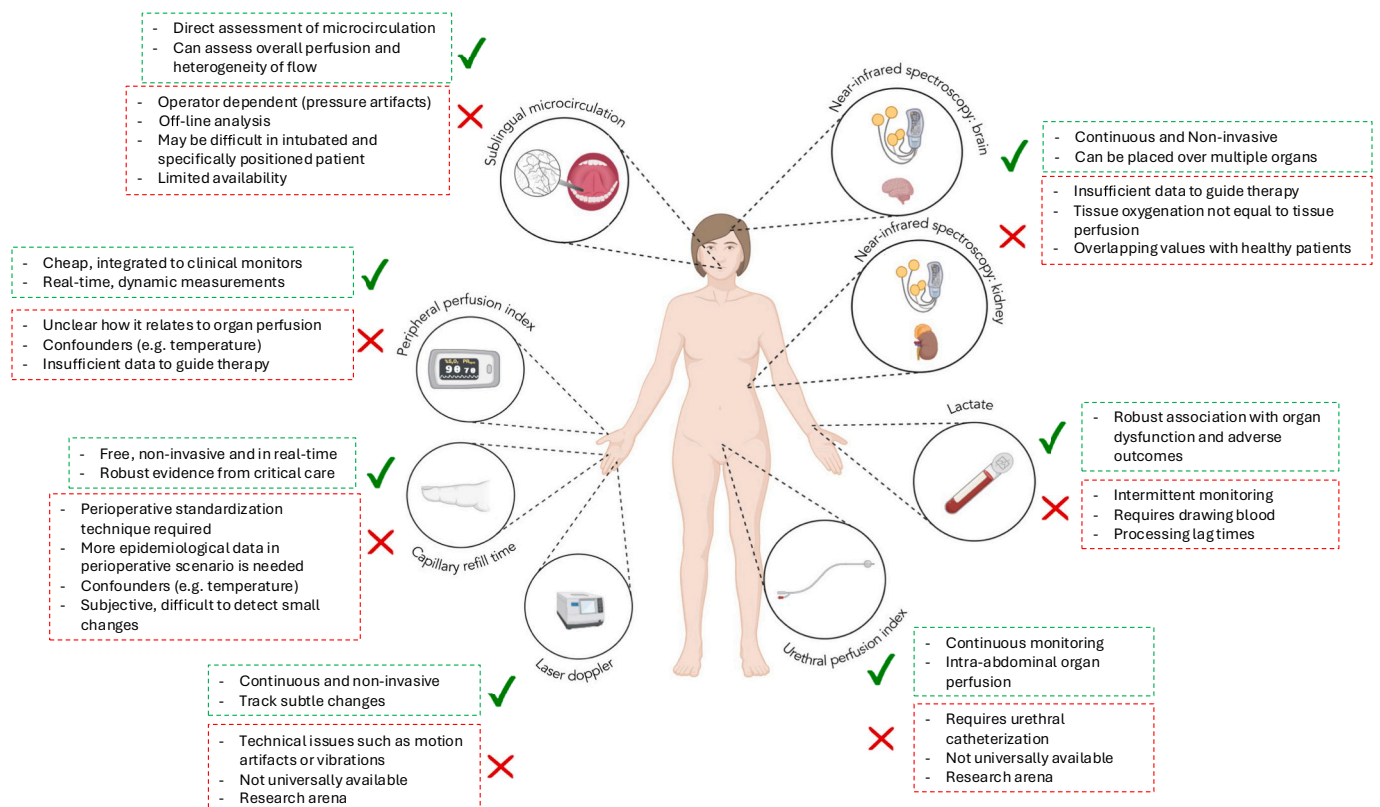 - Direct assessment of microcirculation
- Can assess overall perfusion and
heterogeneity of flow
- Operator dependent (pressure artifacts)
- Off-line analysis
- May be difficult in intubated and
specifically positioned patient
- Limited availability
Sublingual microcirculation
Near-infrared spectroscopy: brain
- Continuous and Non-invasive
- Can be placed over multiple organs
- Insufficient data to guide therapy
- Tissue oxygenation not equal to tissue
perfusion
- Overlapping values with healthy patients
Near-infrared spectroscopy: kidney
- Cheap, integrated to clinical monitors
- Real-time, dynamic measurements
- Unclear how it relates to organ perfusion
- Confounders (e.g. temperature)
- Insufficient data to guide therapy
Peripheral perfusion index
90 70
- Free, non-invasive and in real-time
- Robust evidence from critical care
- Perioperative standardization
technique required
- More epidemiological data in
perioperative scenario is needed
- Confounders (e.g. temperature)
- Subjective, difficult to detect small
changes
Capillary refill time
Lactate
- Robust association with organ
dysfunction and adverse
outcomes
- Intermittent monitoring
- Requires drawing blood
- Processing lag times
Laser doppler
- Continuous and non-invasive
- Track subtle changes
- Technical issues such as motion
artifacts or vibrations
- Not universally available
- Research arena
Urethral perfusion index
- Continuous monitoring
- Intra-abdominal organ
perfusion
- Requires urethral
catheterization
- Not universally available
- Research arena